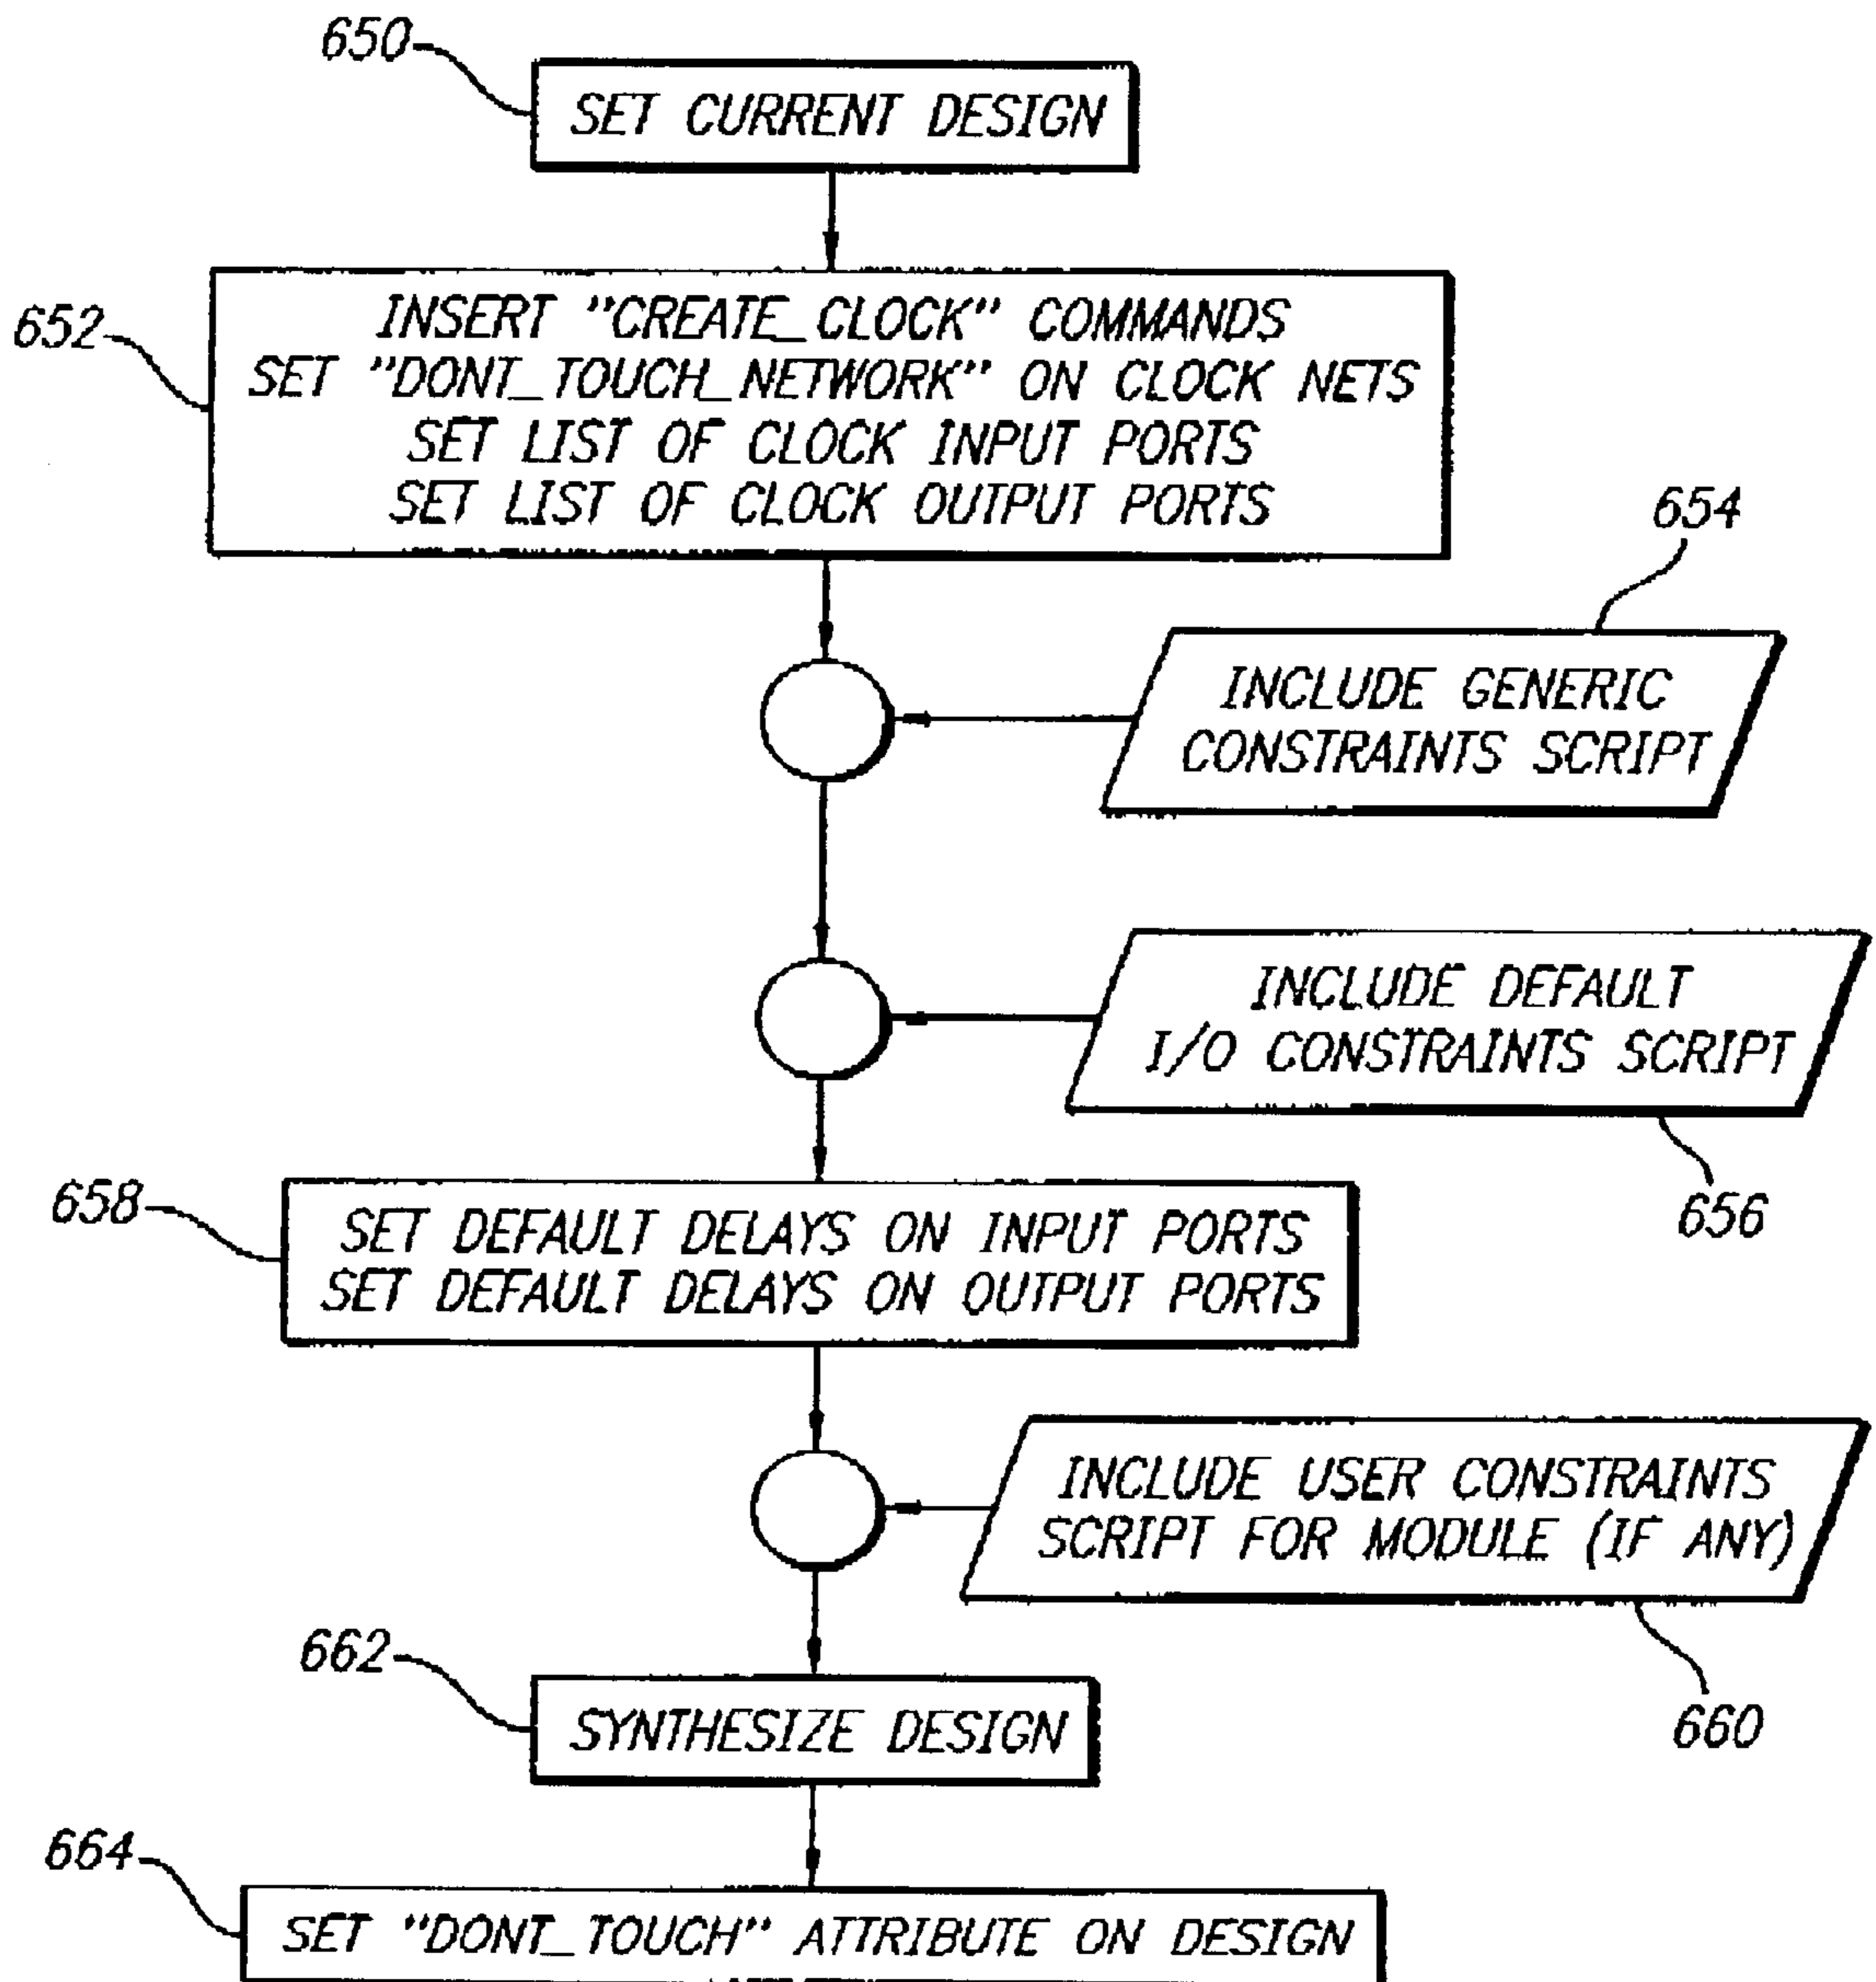 650
SET CURRENT DESIGN
652
INSERT "CREATE_CLOCK" COMMANDS
SET "DONT_TOUCH_NETWORK" ON CLOCK NETS
SET LIST OF CLOCK INPUT PORTS
SET LIST OF CLOCK OUTPUT PORTS
654
INCLUDE GENERIC
CONSTRAINTS SCRIPT
INCLUDE DEFAULT
I/O CONSTRAINTS SCRIPT
656
658
SET DEFAULT DELAYS ON INPUT PORTS
SET DEFAULT DELAYS ON OUTPUT PORTS
INCLUDE USER CONSTRAINTS
SCRIPT FOR MODULE (IF ANY)
660
662
SYNTHESIZE DESIGN
664
SET "DONT_TOUCH" ATTRIBUTE ON DESIGN